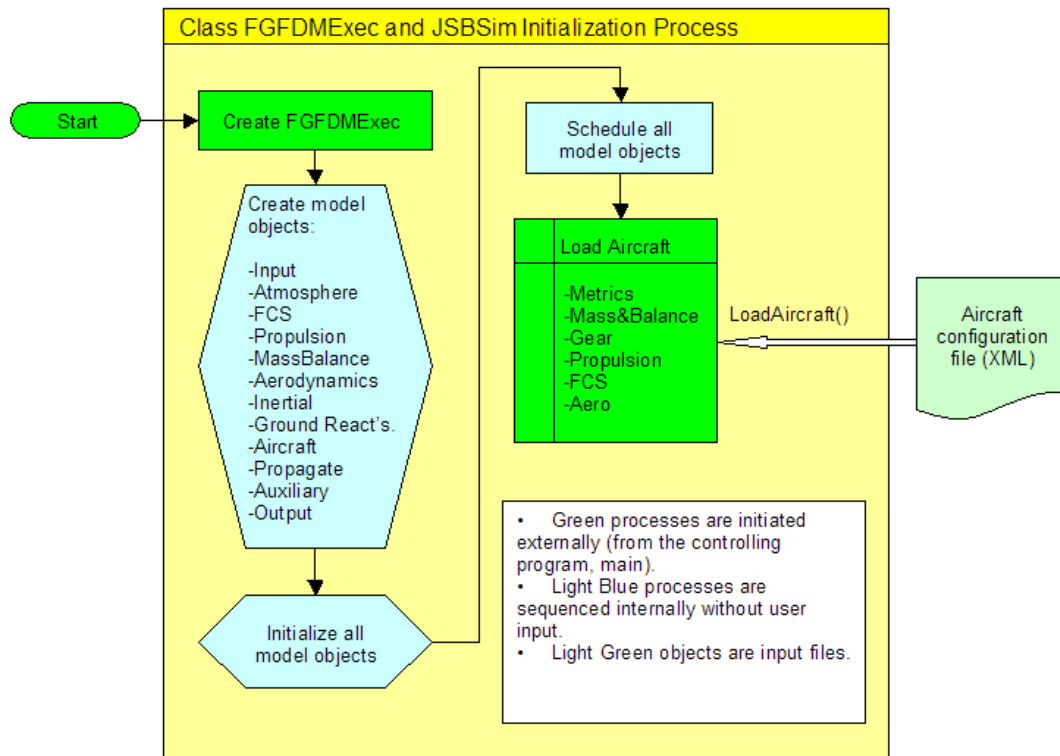 Class FGFDMExec and JSBSim Initialization Process
Start
Create FGFDMExec
Create model
objects:
-Input
-Atmosphere
-FCS
-Propulsion
-MassBalance
-Aerodynamics
-Inertial
-Ground React's.
-Aircraft
-Propagate
-Auxiliary
-Output
Initialize all
model objects
Schedule all
model objects
Load Aircraft
-Metrics
-Mass&Balance
-Gear
-Propulsion
-FCS
-Aero
LoadAircraft()
Aircraft
configuration
file (XML)
• Green processes are initiated
externally (from the controlling
program, main).
• Light Blue processes are
sequenced internally without user
input.
• Light Green objects are input files.